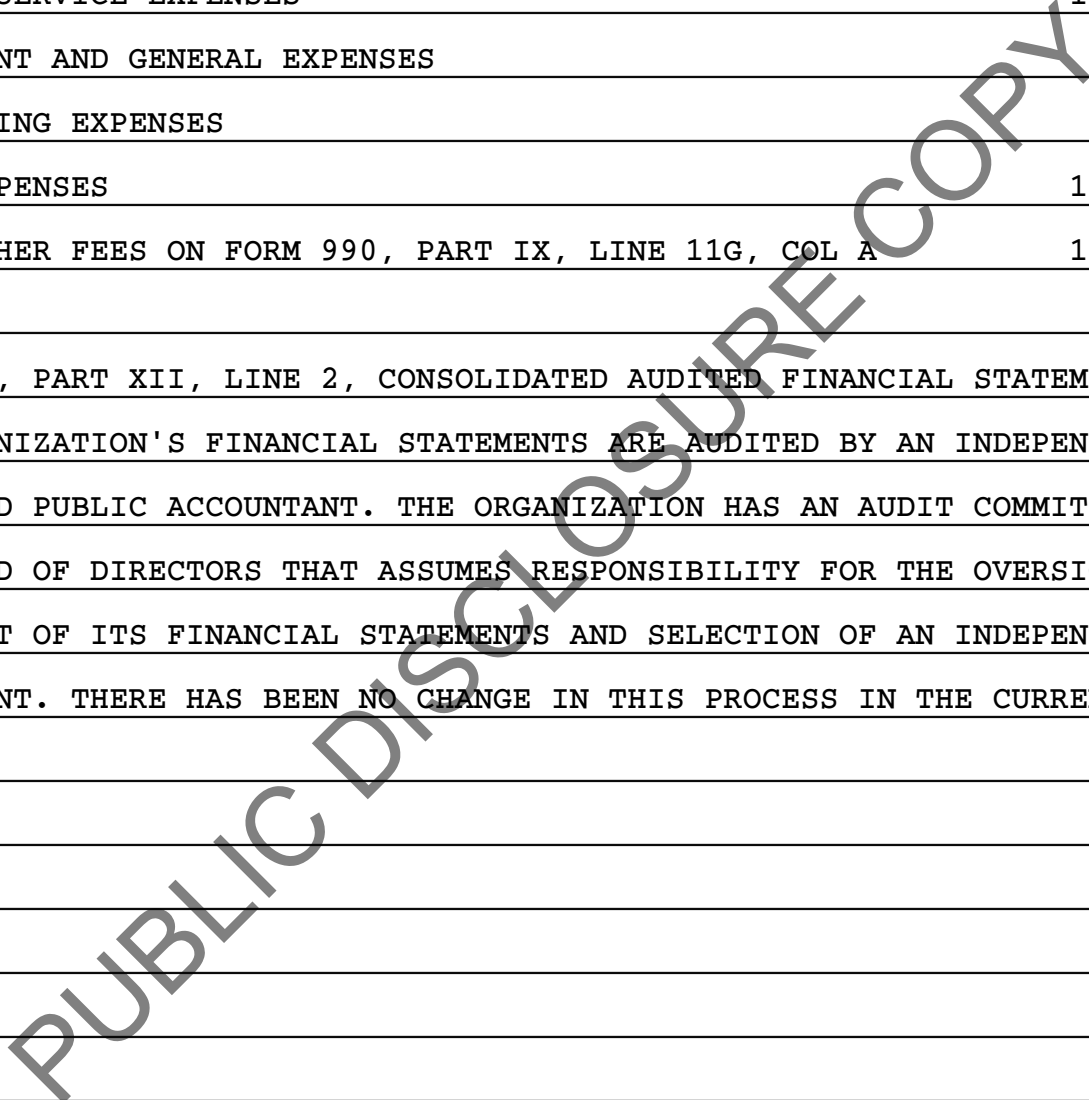 SERVICE EXPENSES 1
NT AND GENERAL EXPENSES
ING EXPENSES
PENSES 1
HER FEES ON FORM 990, PART IX, LINE 11G, COL A 1
, PART XII, LINE 2, CONSOLIDATED AUDITED FINANCIAL STATEM
NIZATION'S FINANCIAL STATEMENTS ARE AUDITED BY AN INDEPEN
D PUBLIC ACCOUNTANT. THE ORGANIZATION HAS AN AUDIT COMMIT
D OF DIRECTORS THAT ASSUMES RESPONSIBILITY FOR THE OVERSI
T OF ITS FINANCIAL STATEMENTS AND SELECTION OF AN INDEPEN
NT. THERE HAS BEEN NO CHANGE IN THIS PROCESS IN THE CURRE
PUBLIC DISCLOSURE COPY